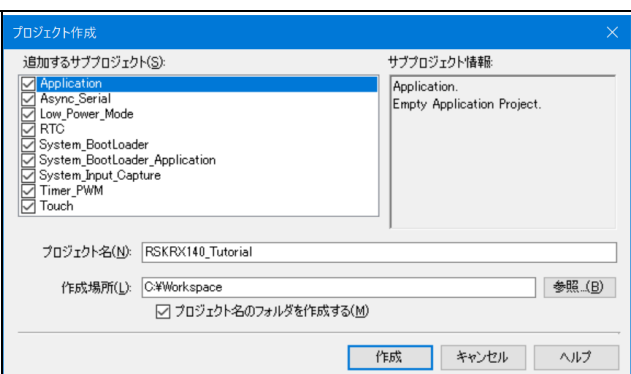 プロジェクト作成
追加するサブプロジェクト(S):
Application
Async_Serial
Low_Power_Mode
RTC
System_BootLoader
System_BootLoader_Application
System_Input_Capture
Timer_PWM
Touch
サブプロジェクト情報:
Application.
Empty Application Project.
プロジェクト名(N): RSKRX140_Tutorial
作成場所(L): C:¥Workspace 参照...(B)
プロジェクト名のフォルダを作成する(M)
作成 キャンセル ヘルプ